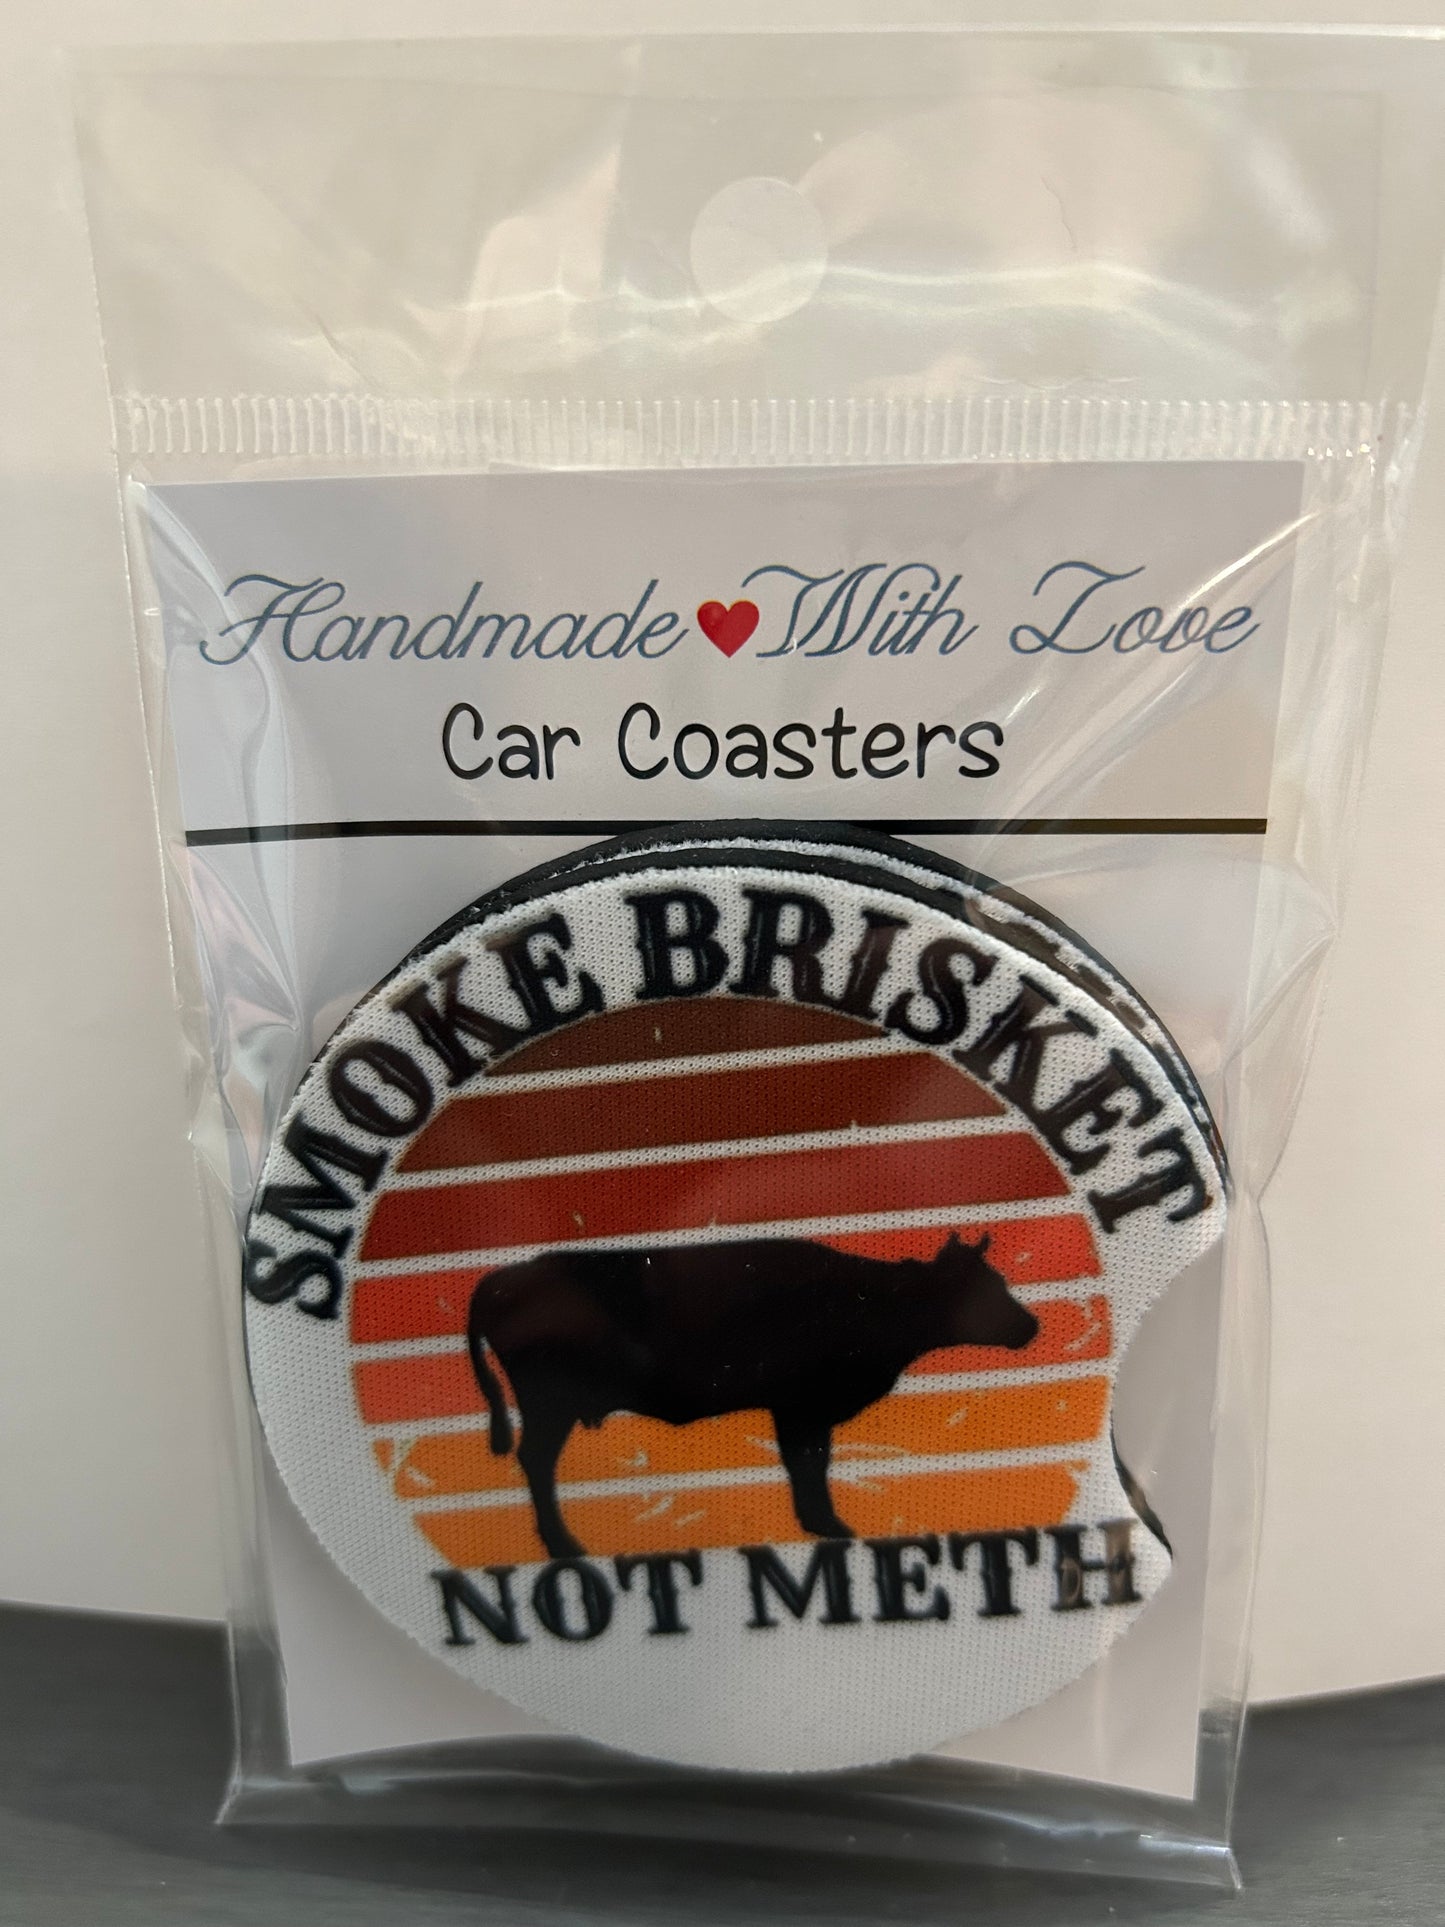 Handmade With Love
Car Coasters
SMOKE BRISKET
NOT METH